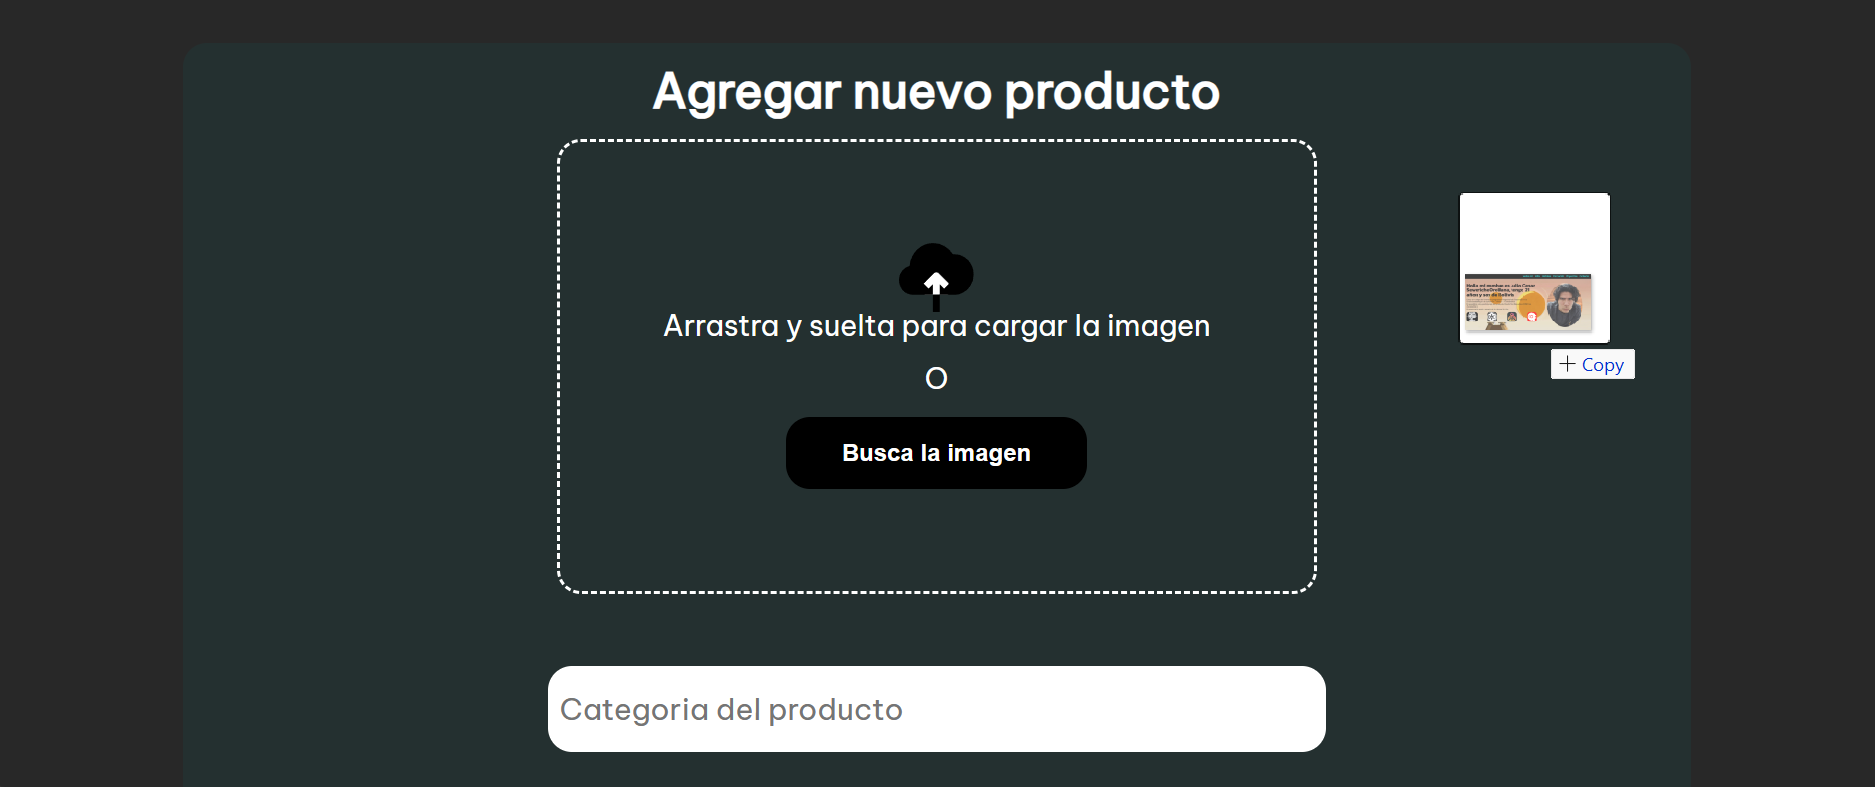 Agregar nuevo producto
Arrastra y suelta para cargar la imagen
O
Busca la imagen
+ Copy
Categoria del producto